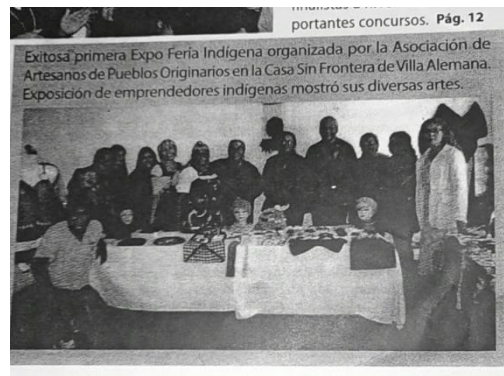 portantes concursos. Pág. 12
Exitosa primera Expo Feria Indígena organizada por la Asociación de
Artesanos de Pueblos Originarios en la Casa Sin Frontera de Villa Alemana.
Exposición de emprendedores indígenas mostró sus diversas artes.